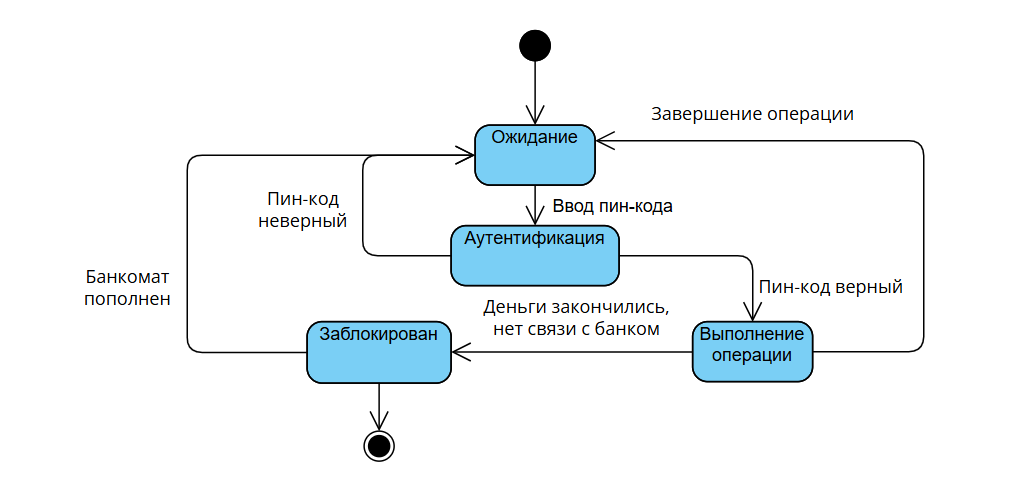 Завершение операции
Ожидание
Пин-код
неверный
Ввод пин-кода
Аутентификация
Банкомат
пополнен
Пин-код верный
Деньги закончились,
нет связи с банком
Заблокирован
Выполнение
операции